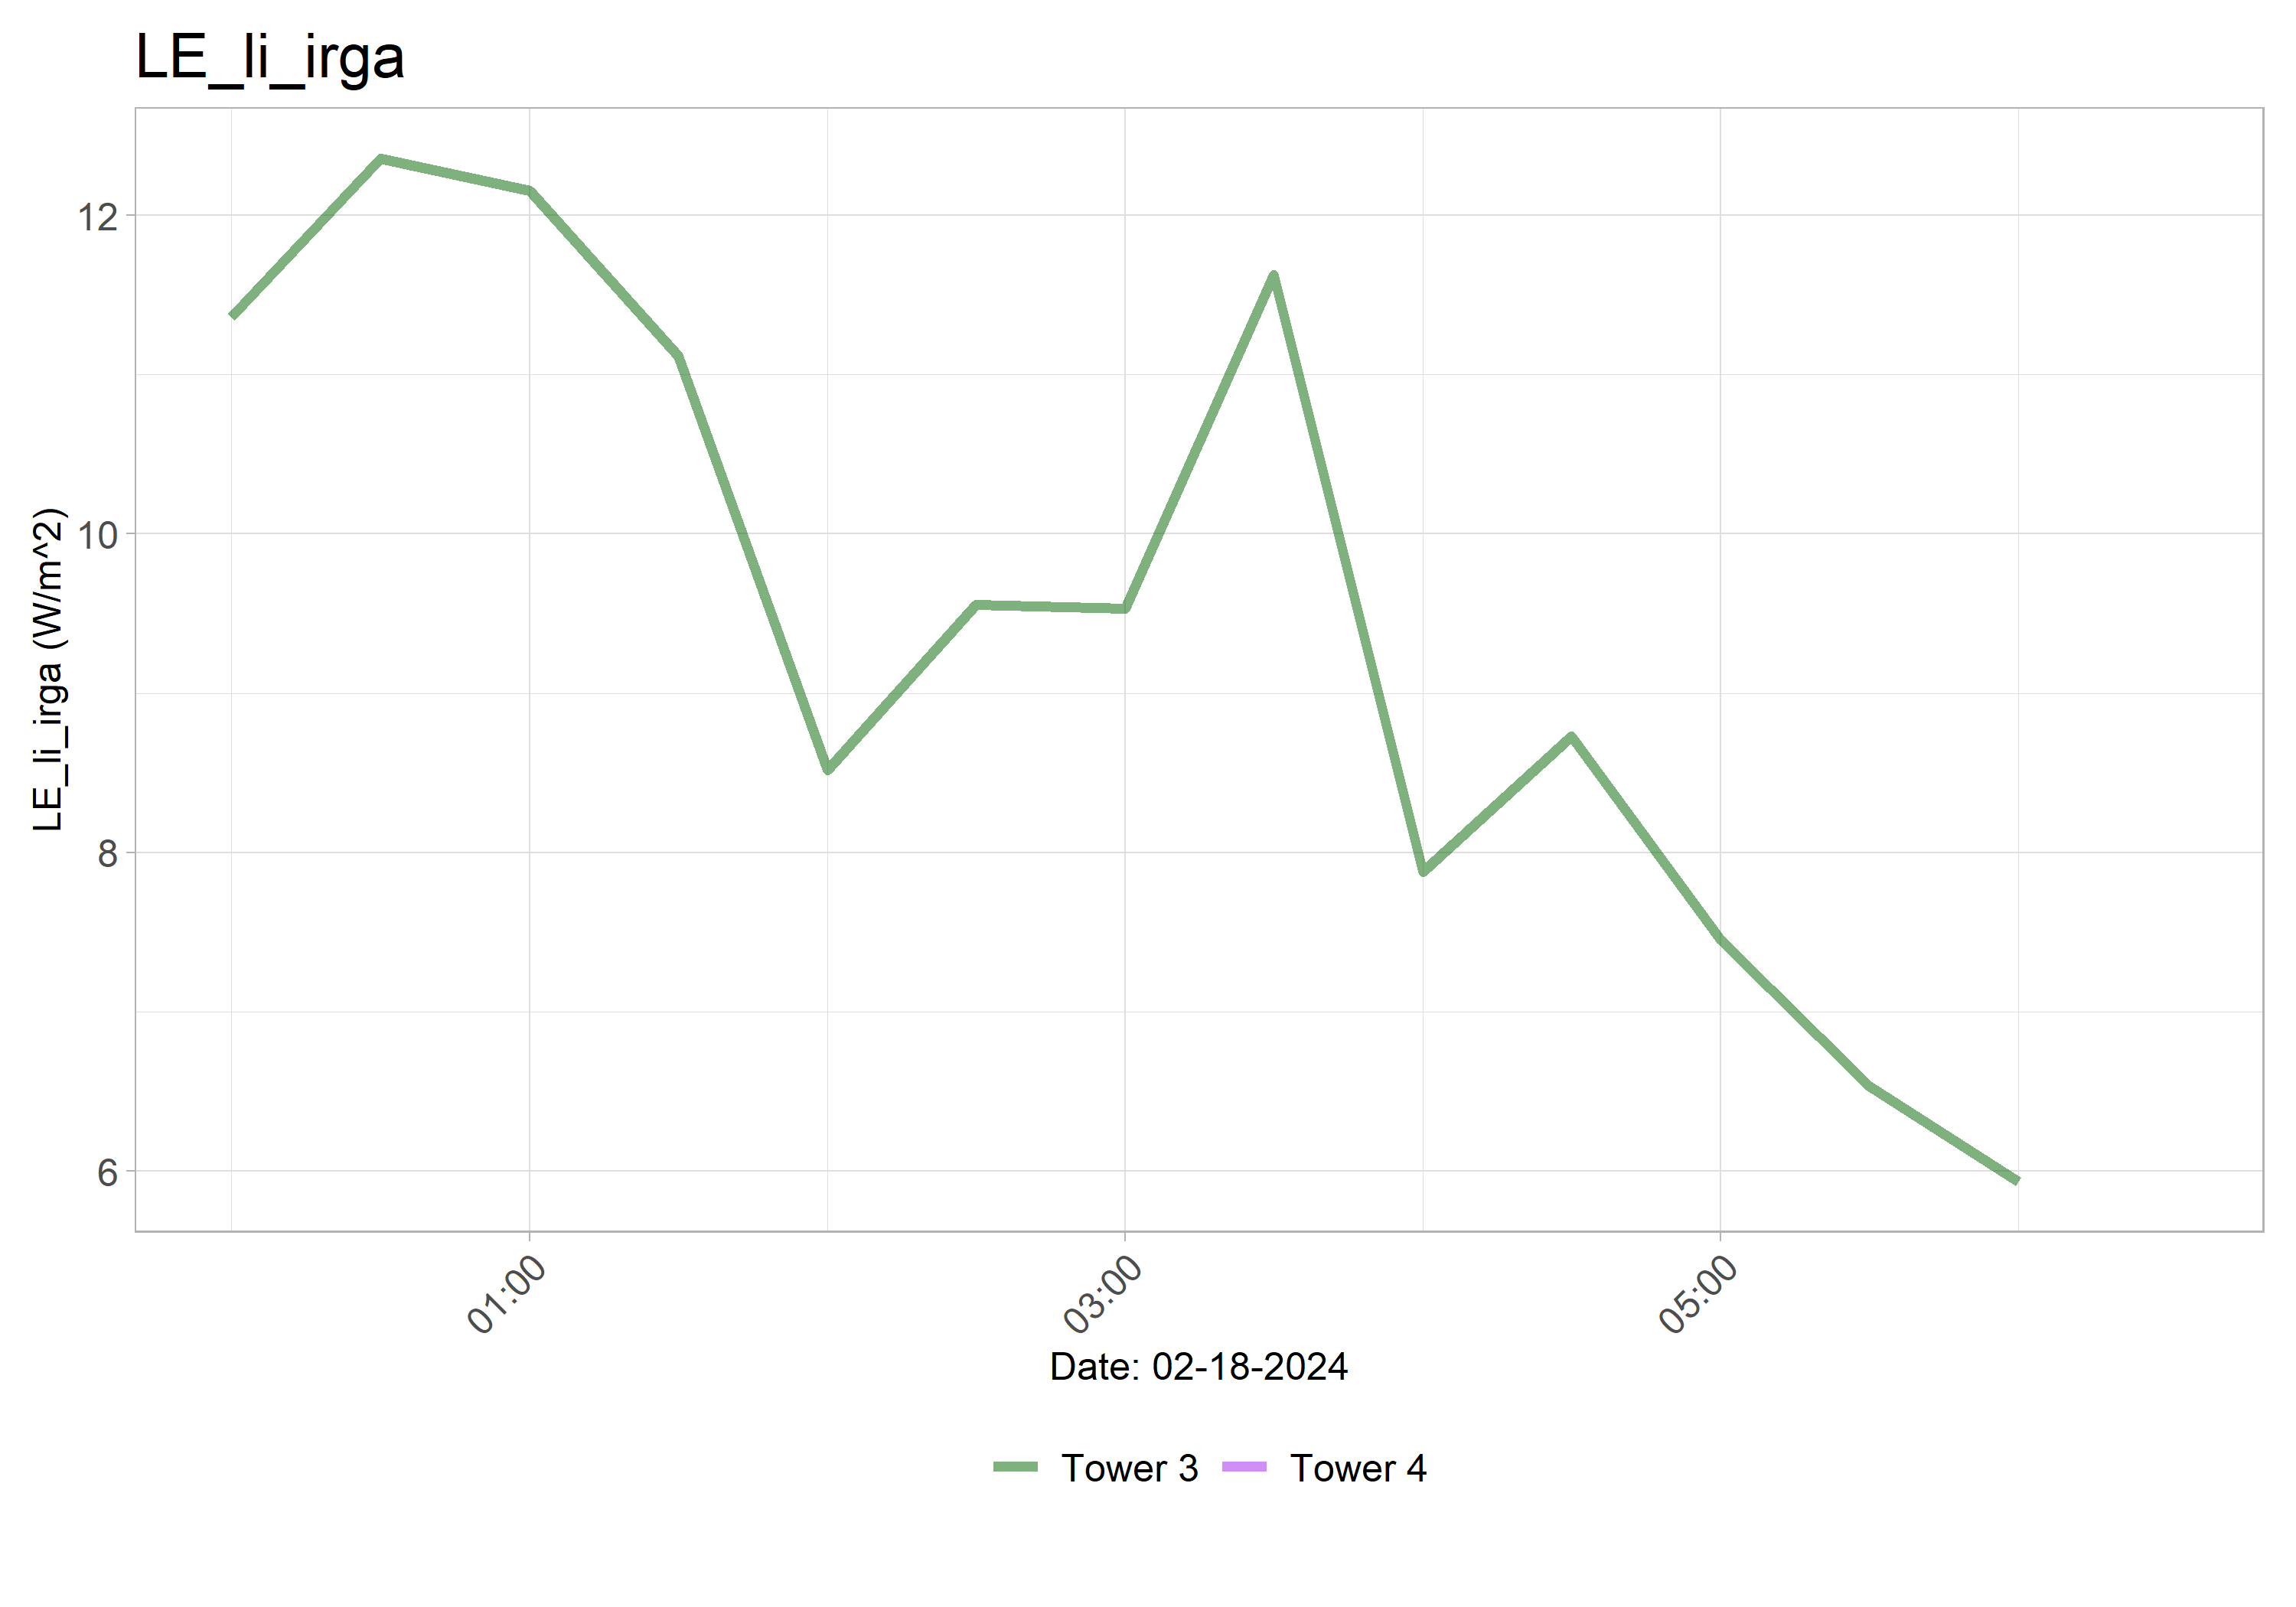 LE_li_irga
LE_li_irga (W/m^2)
12
10
8
6
01:00
03:00
05:00
Date: 02-18-2024
Tower 3
Tower 4